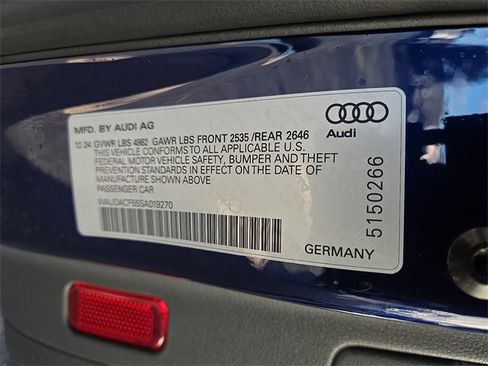 MFD. BY AUDI AG
12 24 GVWR LBS 4982 GAWR LBS FRONT 2535 /REAR 2646
THIS VEHICLE CONFORMS TO ALL APPLICABLE U.S.
FEDERAL MOTOR VEHICLE SAFETY, BUMPER AND THEFT
PREVENTION STANDARDS IN EFFECT ON THE DATE OF
MANUFACTURE SHOWN ABOVE
PASSENGER CAR
WAUDACF56SA019270
Audi
5150266
GERMANY